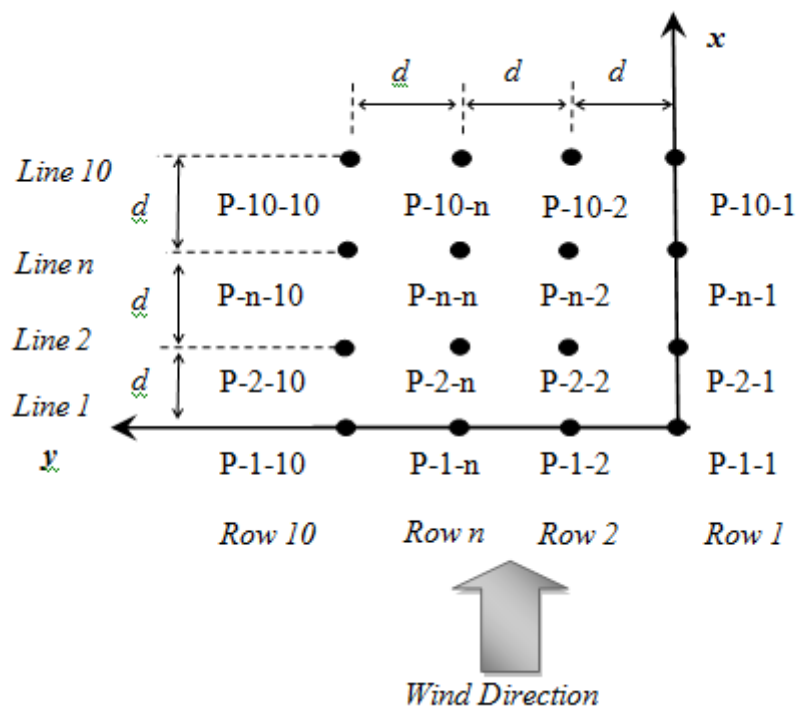 x
d d d
Line 10
d P-10-10 P-10-n P-10-2 P-10-1
Line n
d P-n-10 P-n-n P-n-2 P-n-1
Line 2
d P-2-10 P-2-n P-2-2 P-2-1
Line 1
y P-1-10 P-1-n P-1-2 P-1-1
Row 10 Row n Row 2 Row 1
Wind Direction